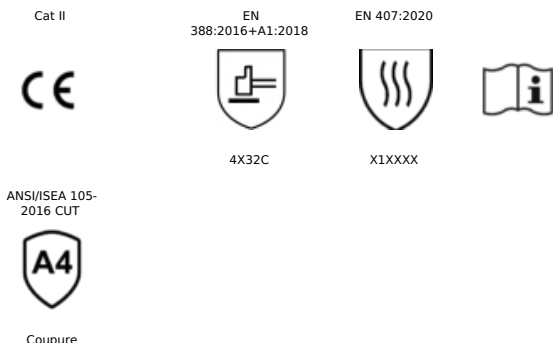 Cat II
EN
388:2016+A1:2018
EN 407:2020
CE
i
4X32C
X1XXXX
ANSI/ISEA 105-
2016 CUT
A4
Coupure